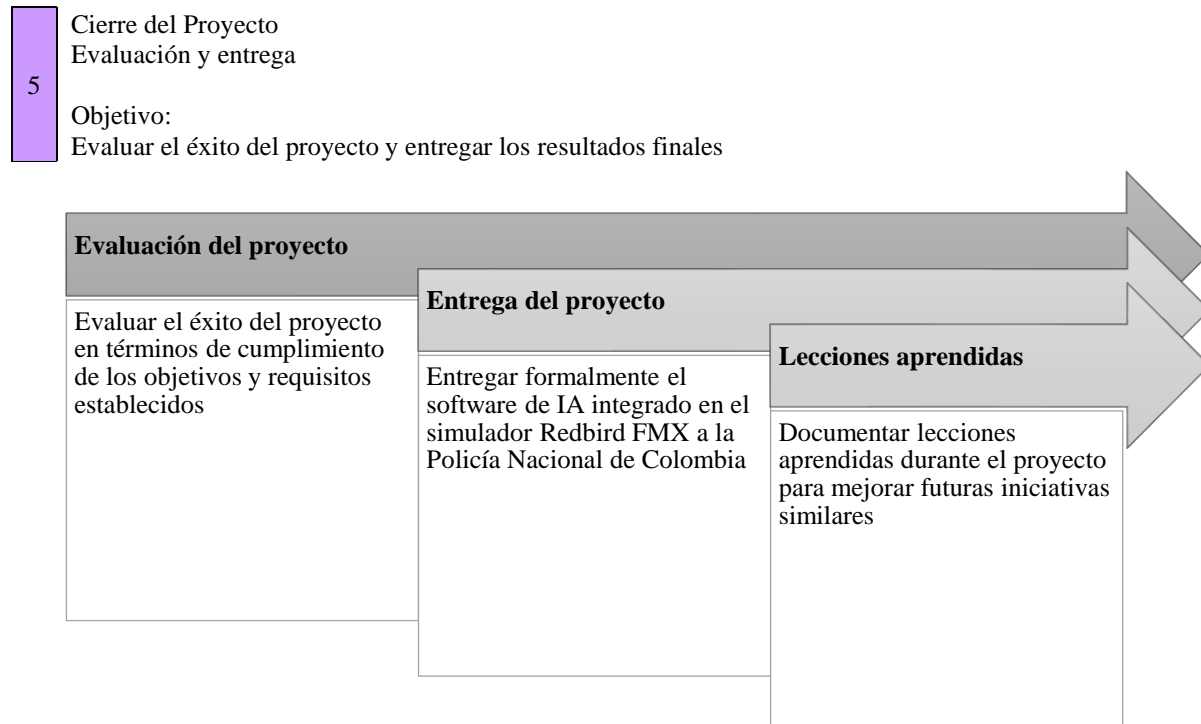 5
Cierre del Proyecto
Evaluación y entrega
Objetivo:
Evaluar el éxito del proyecto y entregar los resultados finales
Evaluación del proyecto
Evaluar el éxito del proyecto
en términos de cumplimiento
de los objetivos y requisitos
establecidos
Entrega del proyecto
Entregar formalmente el
software de IA integrado en el
simulador Redbird FMX a la
Policía Nacional de Colombia
Lecciones aprendidas
Documentar lecciones
aprendidas durante el proyecto
para mejorar futuras iniciativas
similares